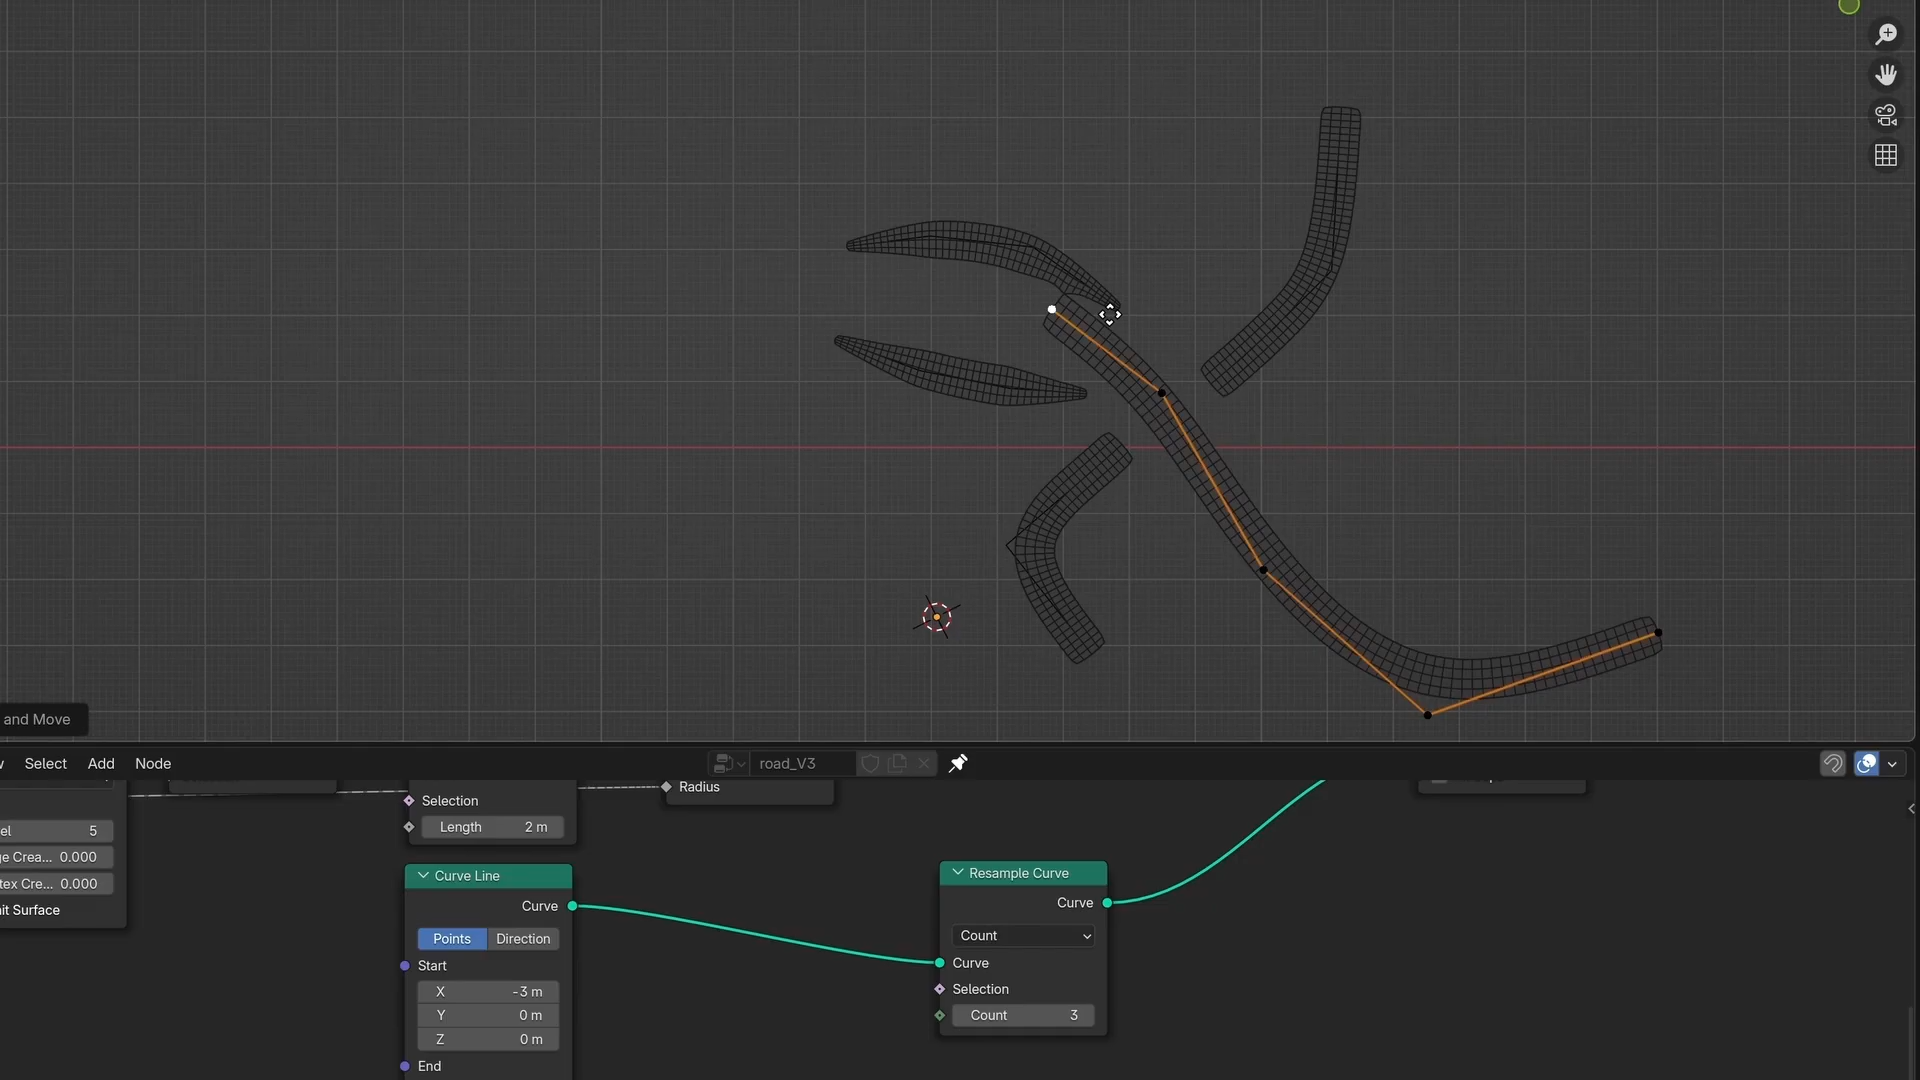 and Move
Select Add Node road_V3
Selection
Length 2 m
Radius
el 5
ge Crea... 0.000
tex Cre... 0.000
it Surface
Curve Line
Curve
Points Direction
Start
X -3 m
Y 0 m
Z 0 m
End
Resample Curve
Curve
Count
Curve
Selection
Count 3